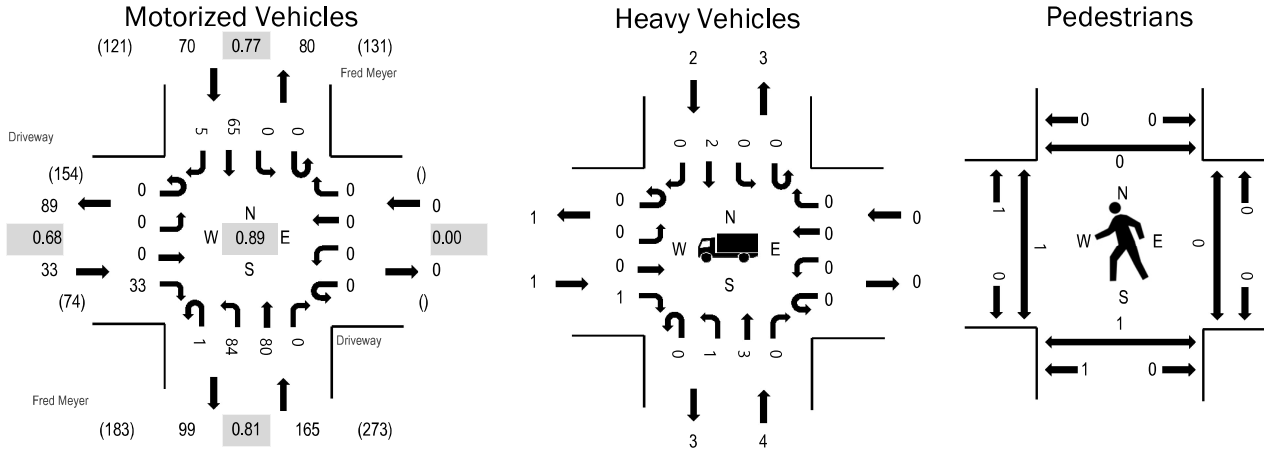 Motorized Vehicles
(121) 70 0.77 80 (131)
Fred Meyer
Driveway
5 65 0 0
(154)
89
0.68
33
(74)
0
0
0
33
N
W 0.89 E
S
0
0
0
0
()
0
0.00
0
()
1 84 80 0
Driveway
Fred Meyer
(183) 99 0.81 165 (273)
Heavy Vehicles
2 3
0 2 0 0
1
1
0
0
0
1
N
W E
S
0
0
0
0
0
0
0 1 3 0
3 4
Pedestrians
0 0
0
1
0
1
N
W E
S
0
0
0
1
1 0